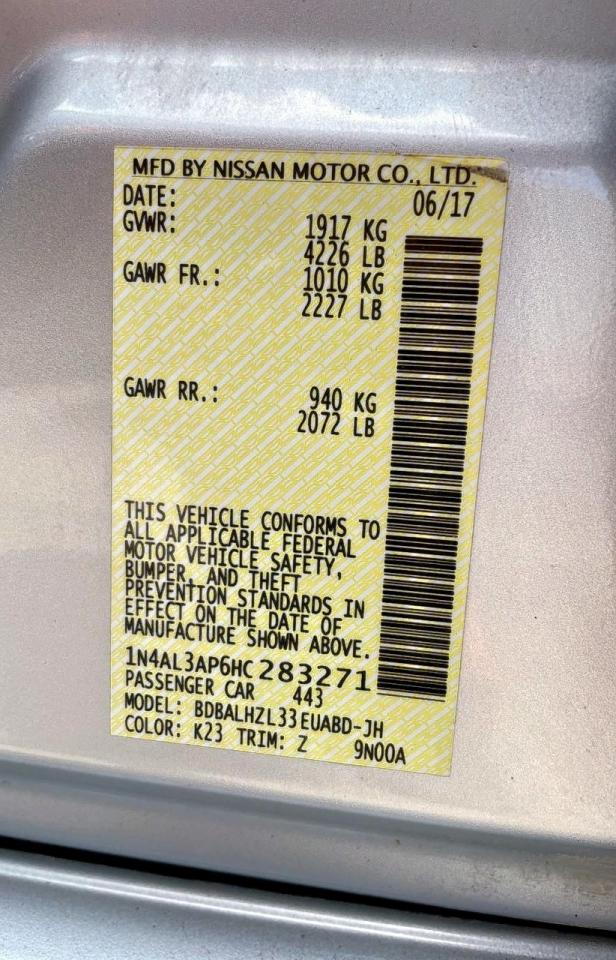 MFD BY NISSAN MOTOR CO., LTD.
DATE: 06/17
GVWR: 1917 KG
4226 LB
GAWR FR.: 1010 KG
2227 LB
GAWR RR.: 940 KG
2072 LB
THIS VEHICLE CONFORMS TO
ALL APPLICABLE FEDERAL
MOTOR VEHICLE SAFETY,
BUMPER, AND THEFT
PREVENTION STANDARDS IN
EFFECT ON THE DATE OF
MANUFACTURE SHOWN ABOVE.
1N4AL3AP6HC283271
PASSENGER CAR 443
MODEL: BDBALHZL33EUABD-JH
COLOR: K23 TRIM: Z 9N00A